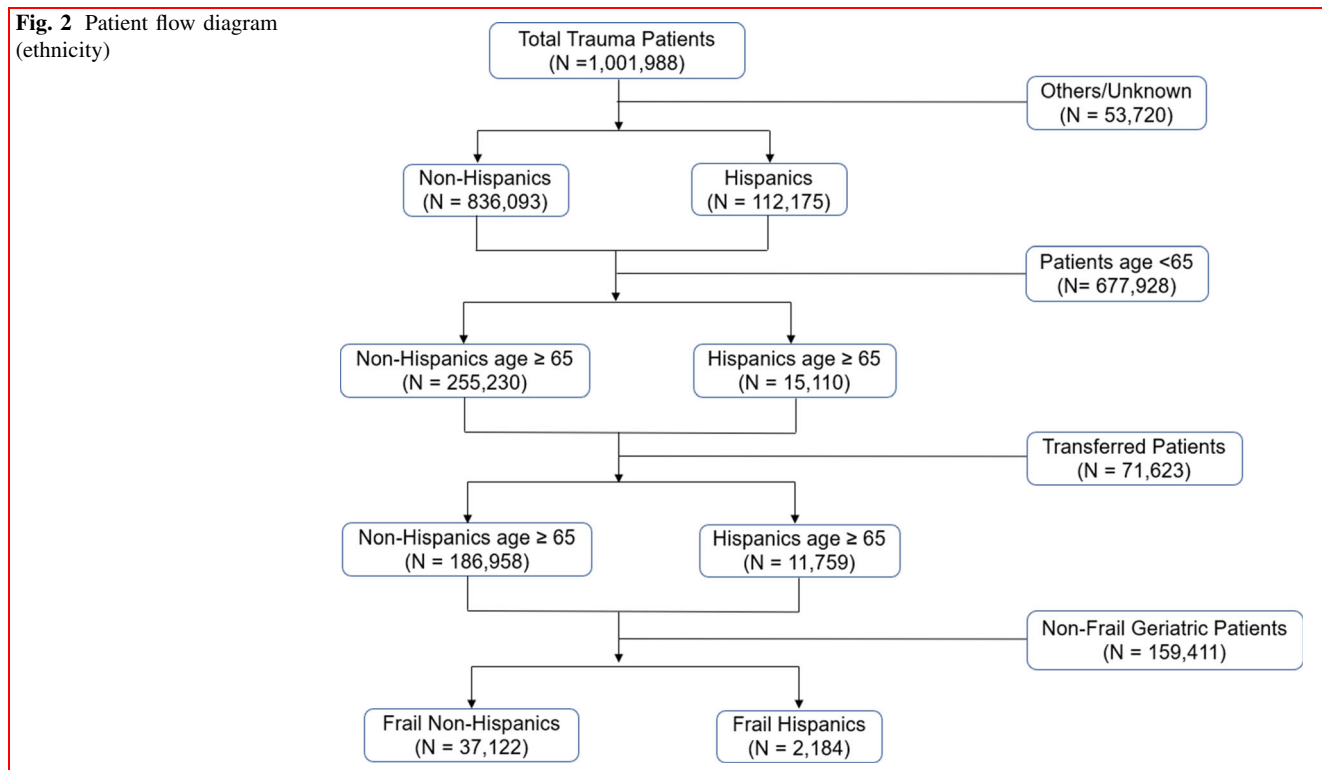 Fig. 2 Patient flow diagram
(ethnicity)
Total Trauma Patients
(N =1,001,988)
Others/Unknown
(N = 53,720)
Non-Hispanics
(N = 836,093)
Hispanics
(N = 112,175)
Patients age <65
(N= 677,928)
Non-Hispanics age ≥ 65
(N = 255,230)
Hispanics age ≥ 65
(N = 15,110)
Transferred Patients
(N = 71,623)
Non-Hispanics age ≥ 65
(N = 186,958)
Hispanics age ≥ 65
(N = 11,759)
Non-Frail Geriatric Patients
(N = 159,411)
Frail Non-Hispanics
(N = 37,122)
Frail Hispanics
(N = 2,184)